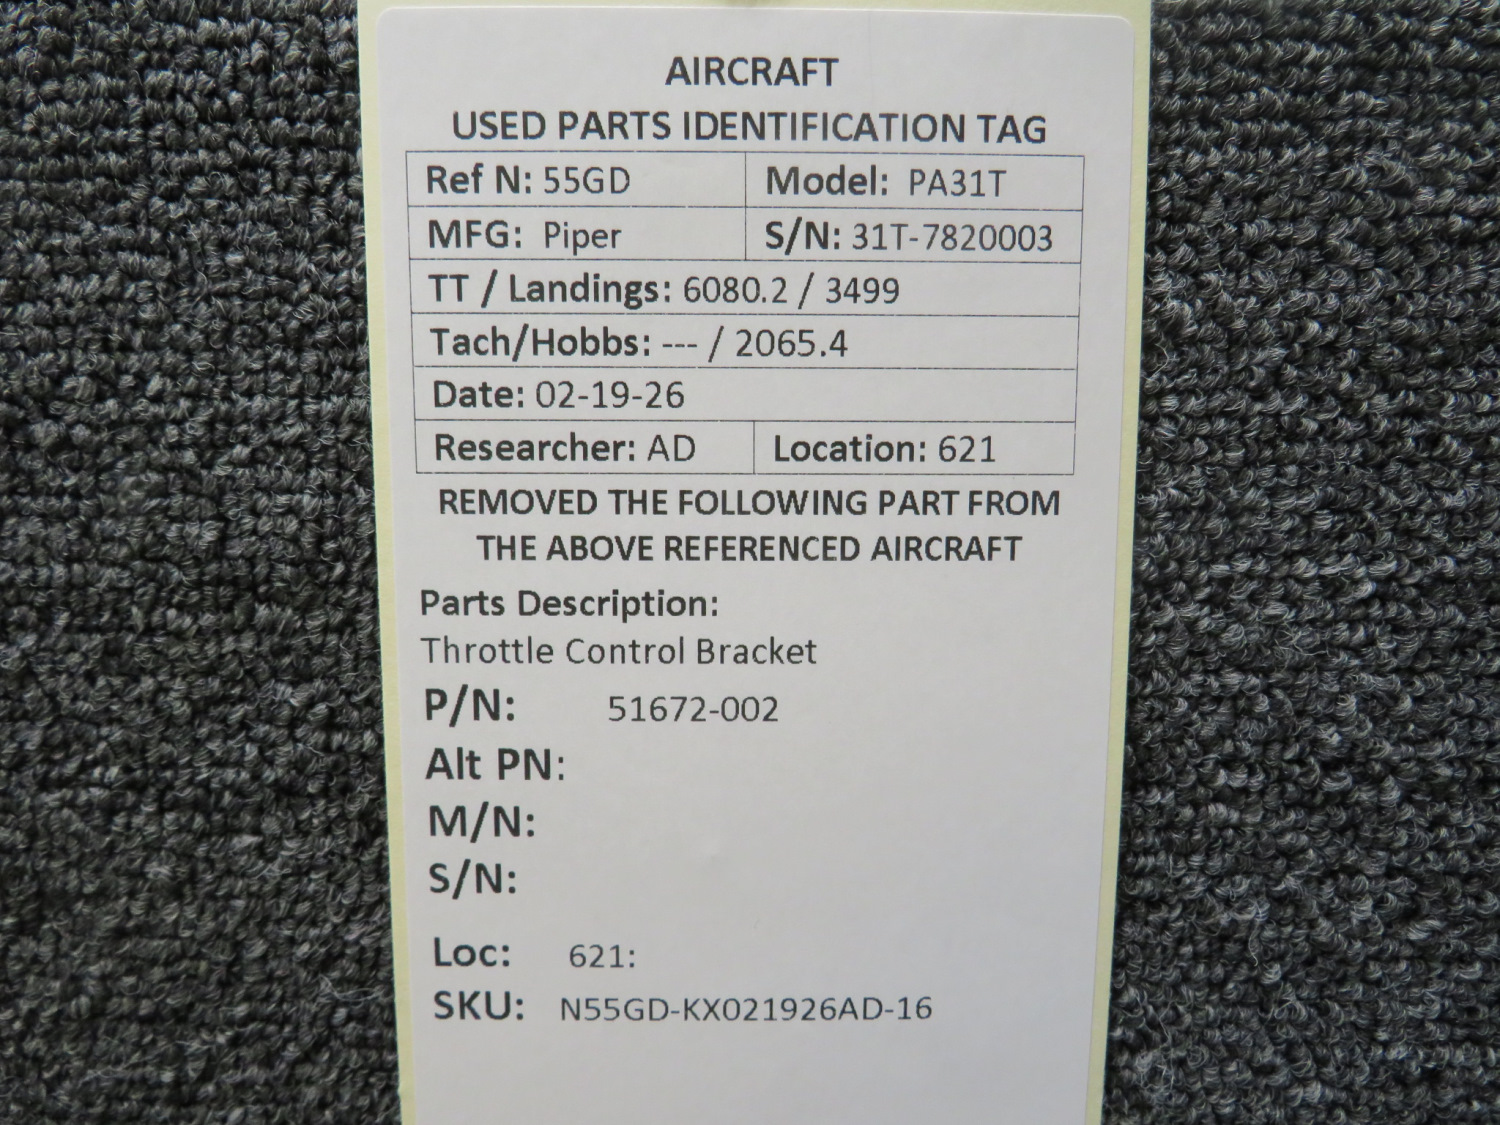 AIRCRAFT
USED PARTS IDENTIFICATION TAG
Ref N: 55GD Model: PA31T
MFG: Piper S/N: 31T-7820003
TT / Landings: 6080.2 / 3499
Tach/Hobbs: --- / 2065.4
Date: 02-19-26
Researcher: AD Location: 621
REMOVED THE FOLLOWING PART FROM
THE ABOVE REFERENCED AIRCRAFT
Parts Description:
Throttle Control Bracket
P/N: 51672-002
Alt PN:
M/N:
S/N:
Loc: 621:
SKU: N55GD-KX021926AD-16